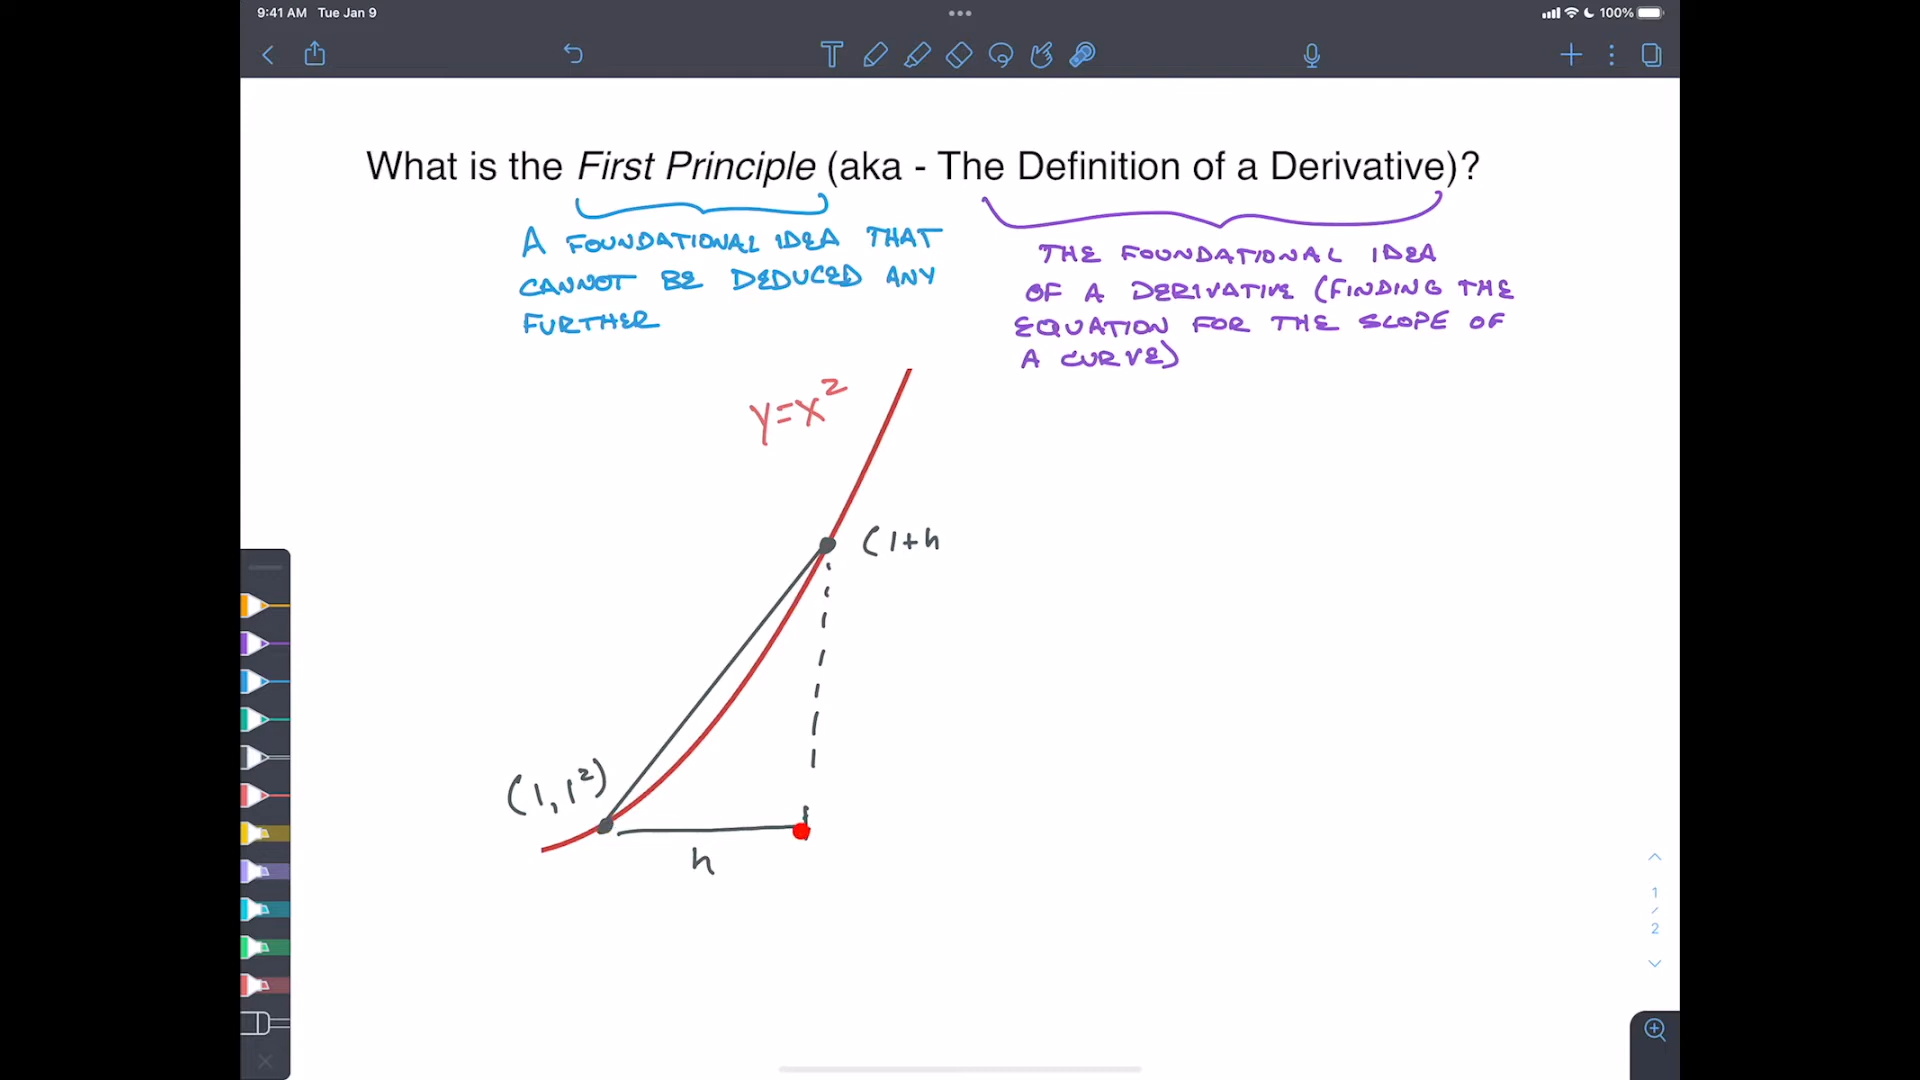 9:41 AM Tue Jan 9
100%
What is the First Principle (aka - The Definition of a Derivative)?
A FOUNDATIONAL IDEA THAT
CANNOT BE DEDUCED ANY
FURTHER
THE FOUNDATIONAL IDEA
OF A DERIVATIVE (FINDING THE
EQUATION FOR THE SLOPE OF
A CURVE)
y=x²
(1+h
(1, 1²)
h
1
/
2